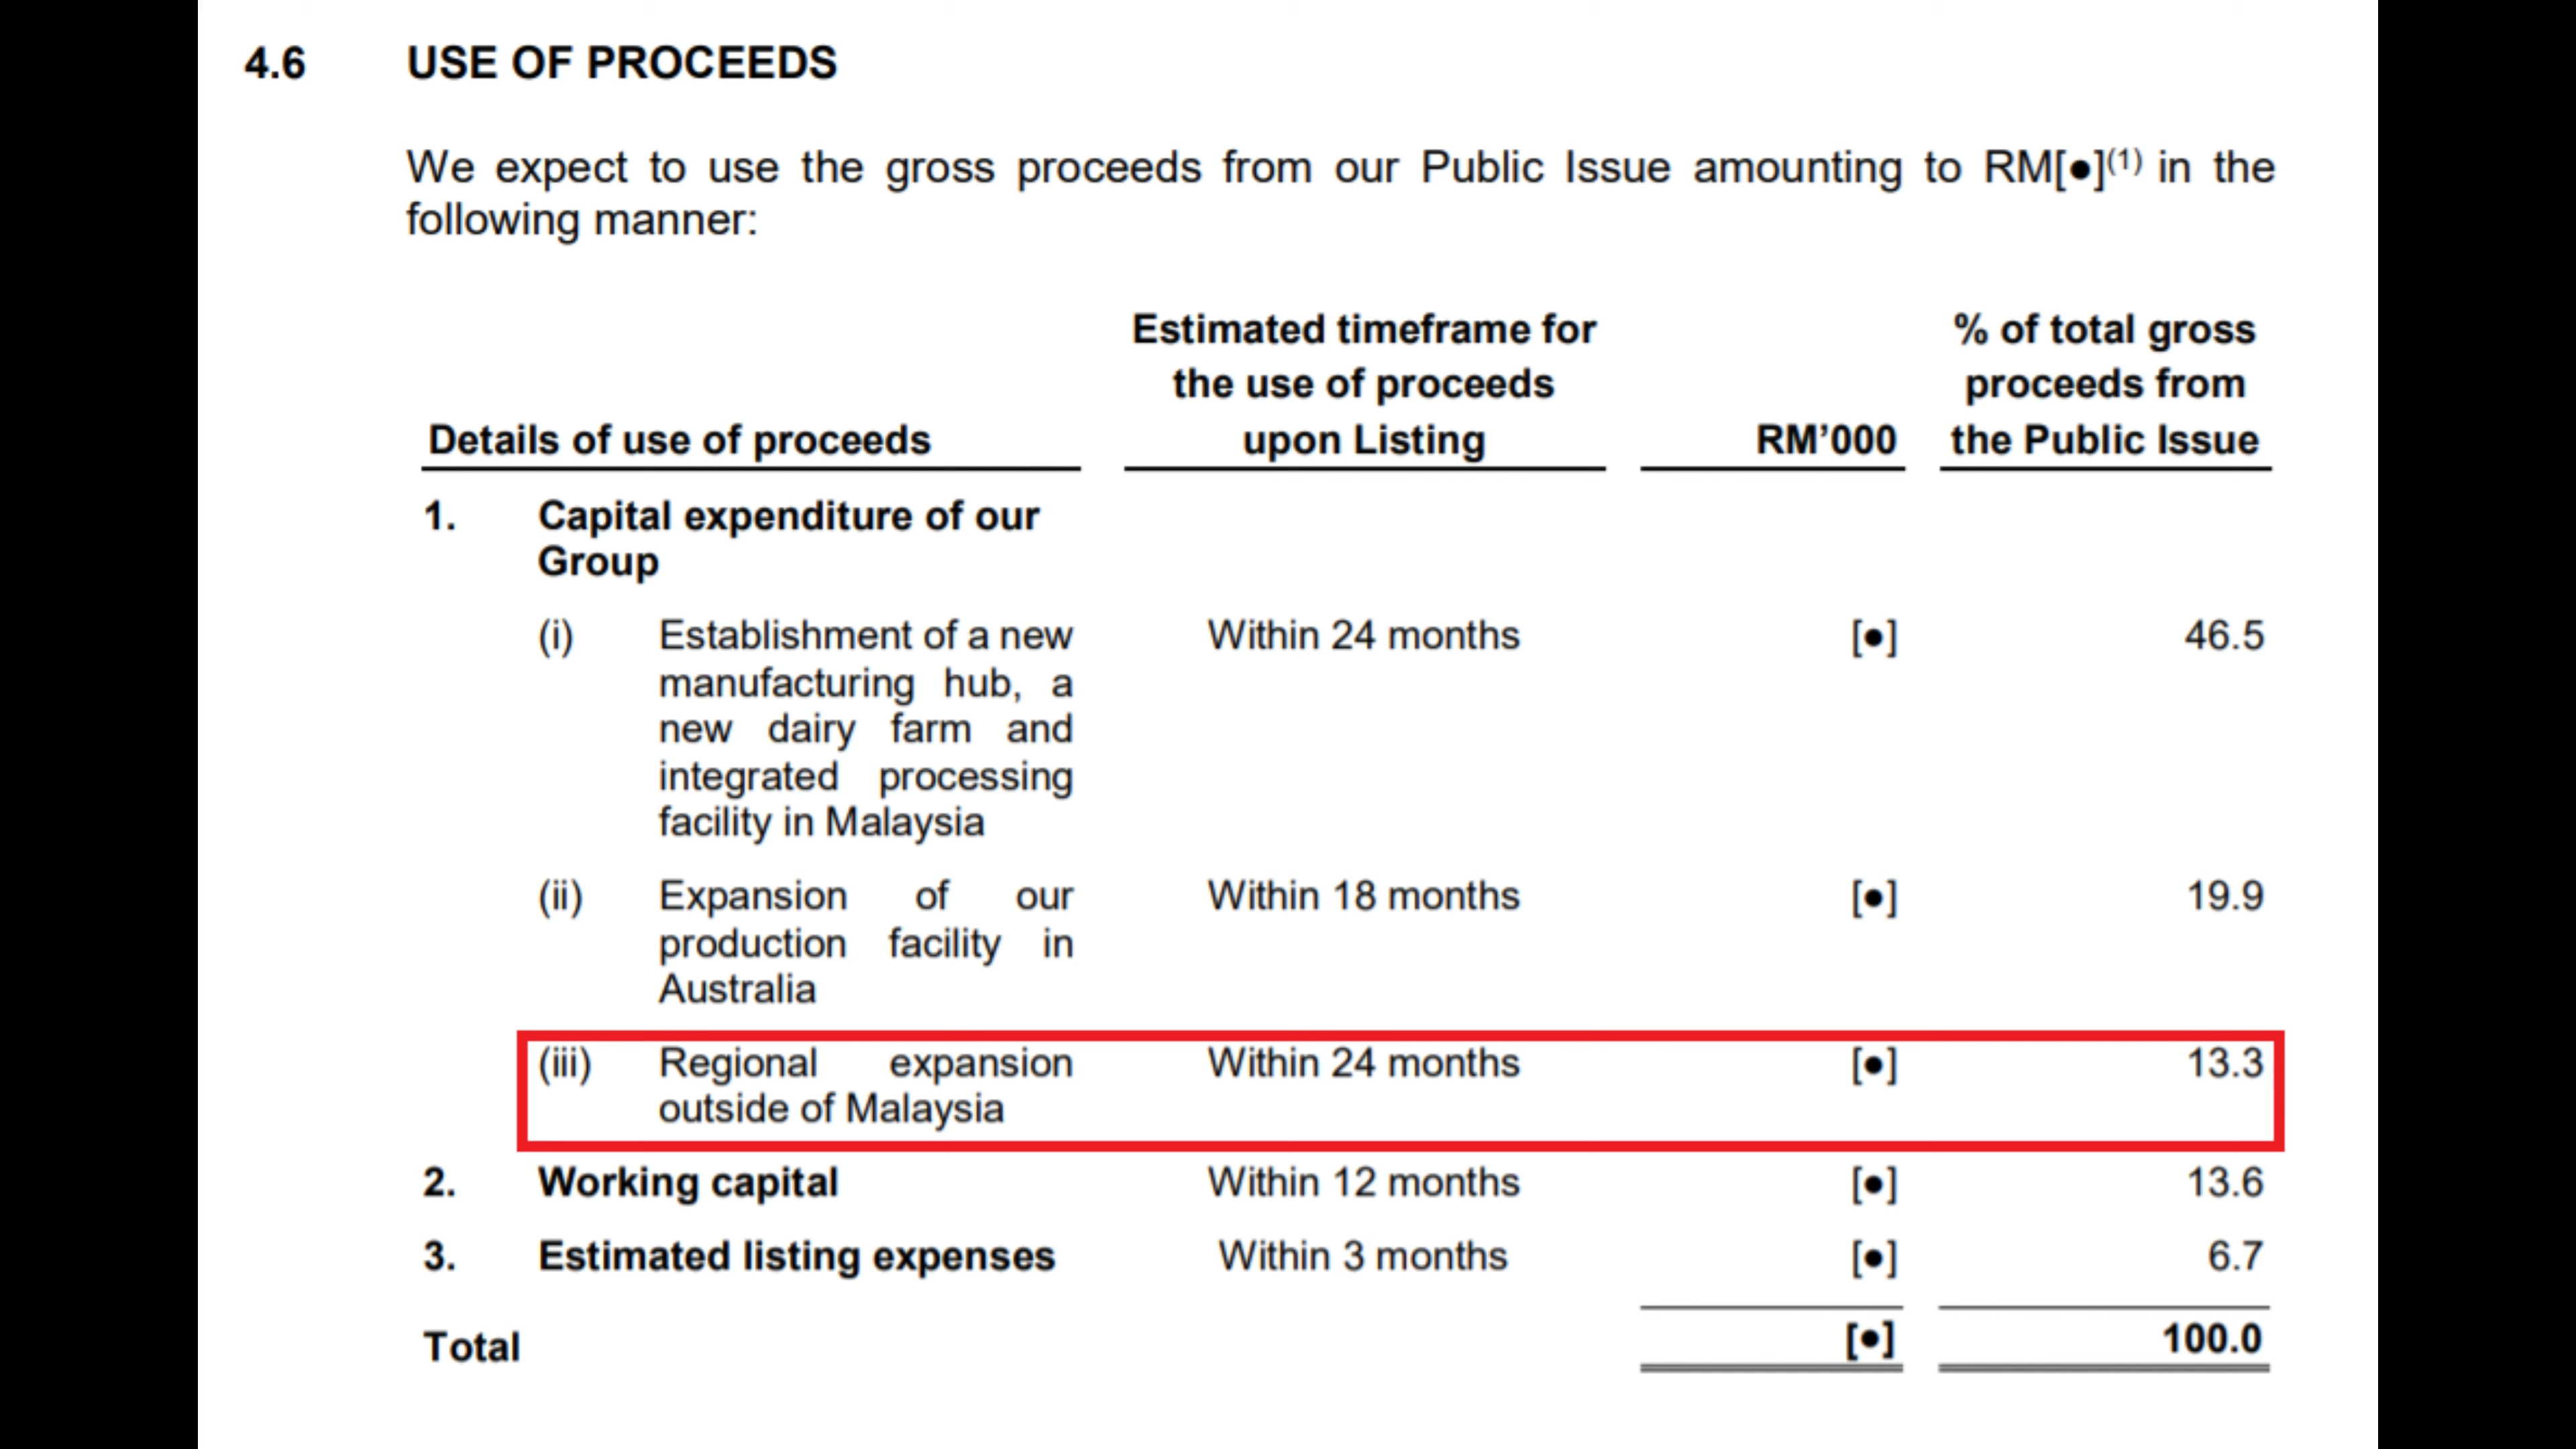 4.6 USE OF PROCEEDS
We expect to use the gross proceeds from our Public Issue amounting to RM[●](1) in the
following manner:
Estimated timeframe for % of total gross
the use of proceeds proceeds from
Details of use of proceeds upon Listing RM’000 the Public Issue
1. Capital expenditure of our
Group
(i) Establishment of a new Within 24 months [●] 46.5
manufacturing hub, a
new dairy farm and
integrated processing
facility in Malaysia
(ii) Expansion of our Within 18 months [●] 19.9
production facility in
Australia
(iii) Regional expansion Within 24 months [●] 13.3
outside of Malaysia
2. Working capital Within 12 months [●] 13.6
3. Estimated listing expenses Within 3 months [●] 6.7
Total [●] 100.0